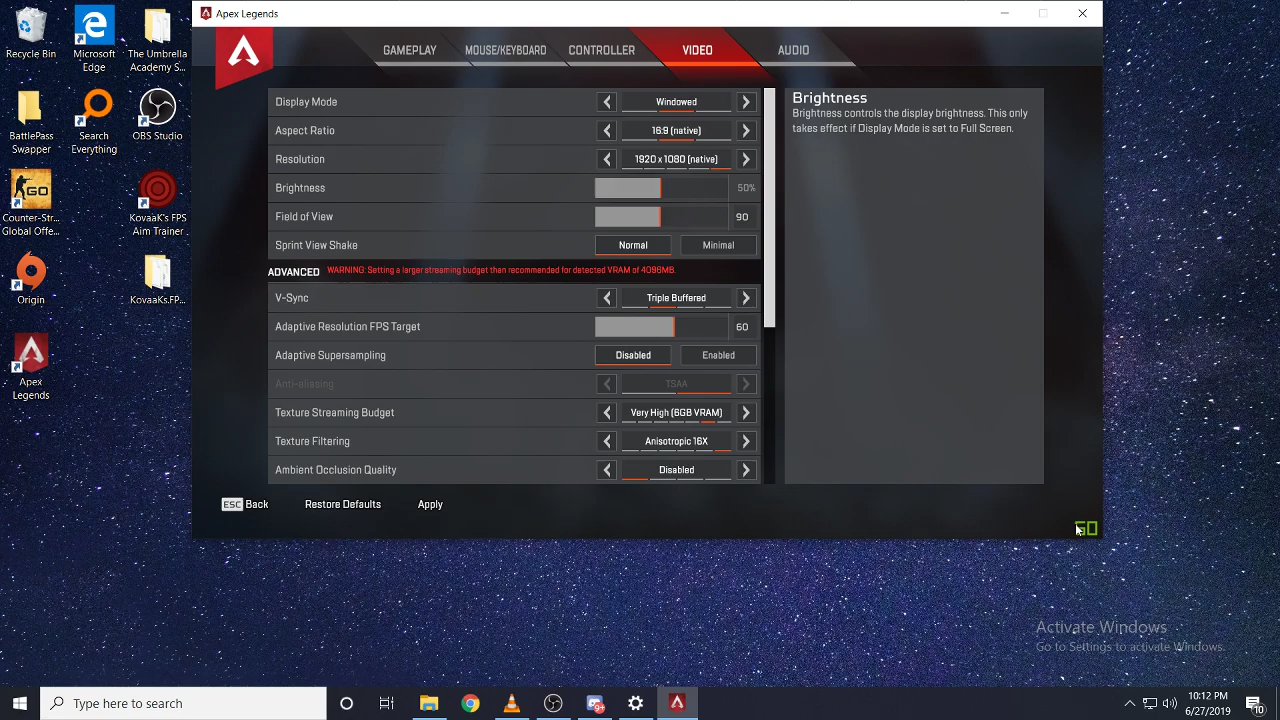 Recycle Bin
Microsoft Edge
The Umbrella Academy S...
BattlePass Swapper
Search Everything
OBS Studio
GO
Counter-Str... Global Offe...
KovaaK's FPS Aim Trainer
Origin
KovaaKs.FP...
Apex Legends
Apex Legends
GAMEPLAY
MOUSE/KEYBOARD
CONTROLLER
VIDEO
AUDIO
Display Mode
Windowed
Aspect Ratio
16:9 (native)
Resolution
1920 x 1080 (native)
Brightness
50%
Field of View
90
Sprint View Shake
Normal
Minimal
ADVANCED
WARNING: Setting a larger streaming budget than recommended for detected VRAM of 4096MB.
V-Sync
Triple Buffered
Adaptive Resolution FPS Target
60
Adaptive Supersampling
Disabled
Enabled
Anti-aliasing
TSAA
Texture Streaming Budget
Very High (6GB VRAM)
Texture Filtering
Anisotropic 16X
Ambient Occlusion Quality
Disabled
Brightness
Brightness controls the display brightness. This only
takes effect if Display Mode is set to Full Screen.
ESC Back
Restore Defaults
Apply
60
Activate Windows
Go to Settings to activate Windows.
Type here to search
9+
10:12 PM
6/27/2019
10